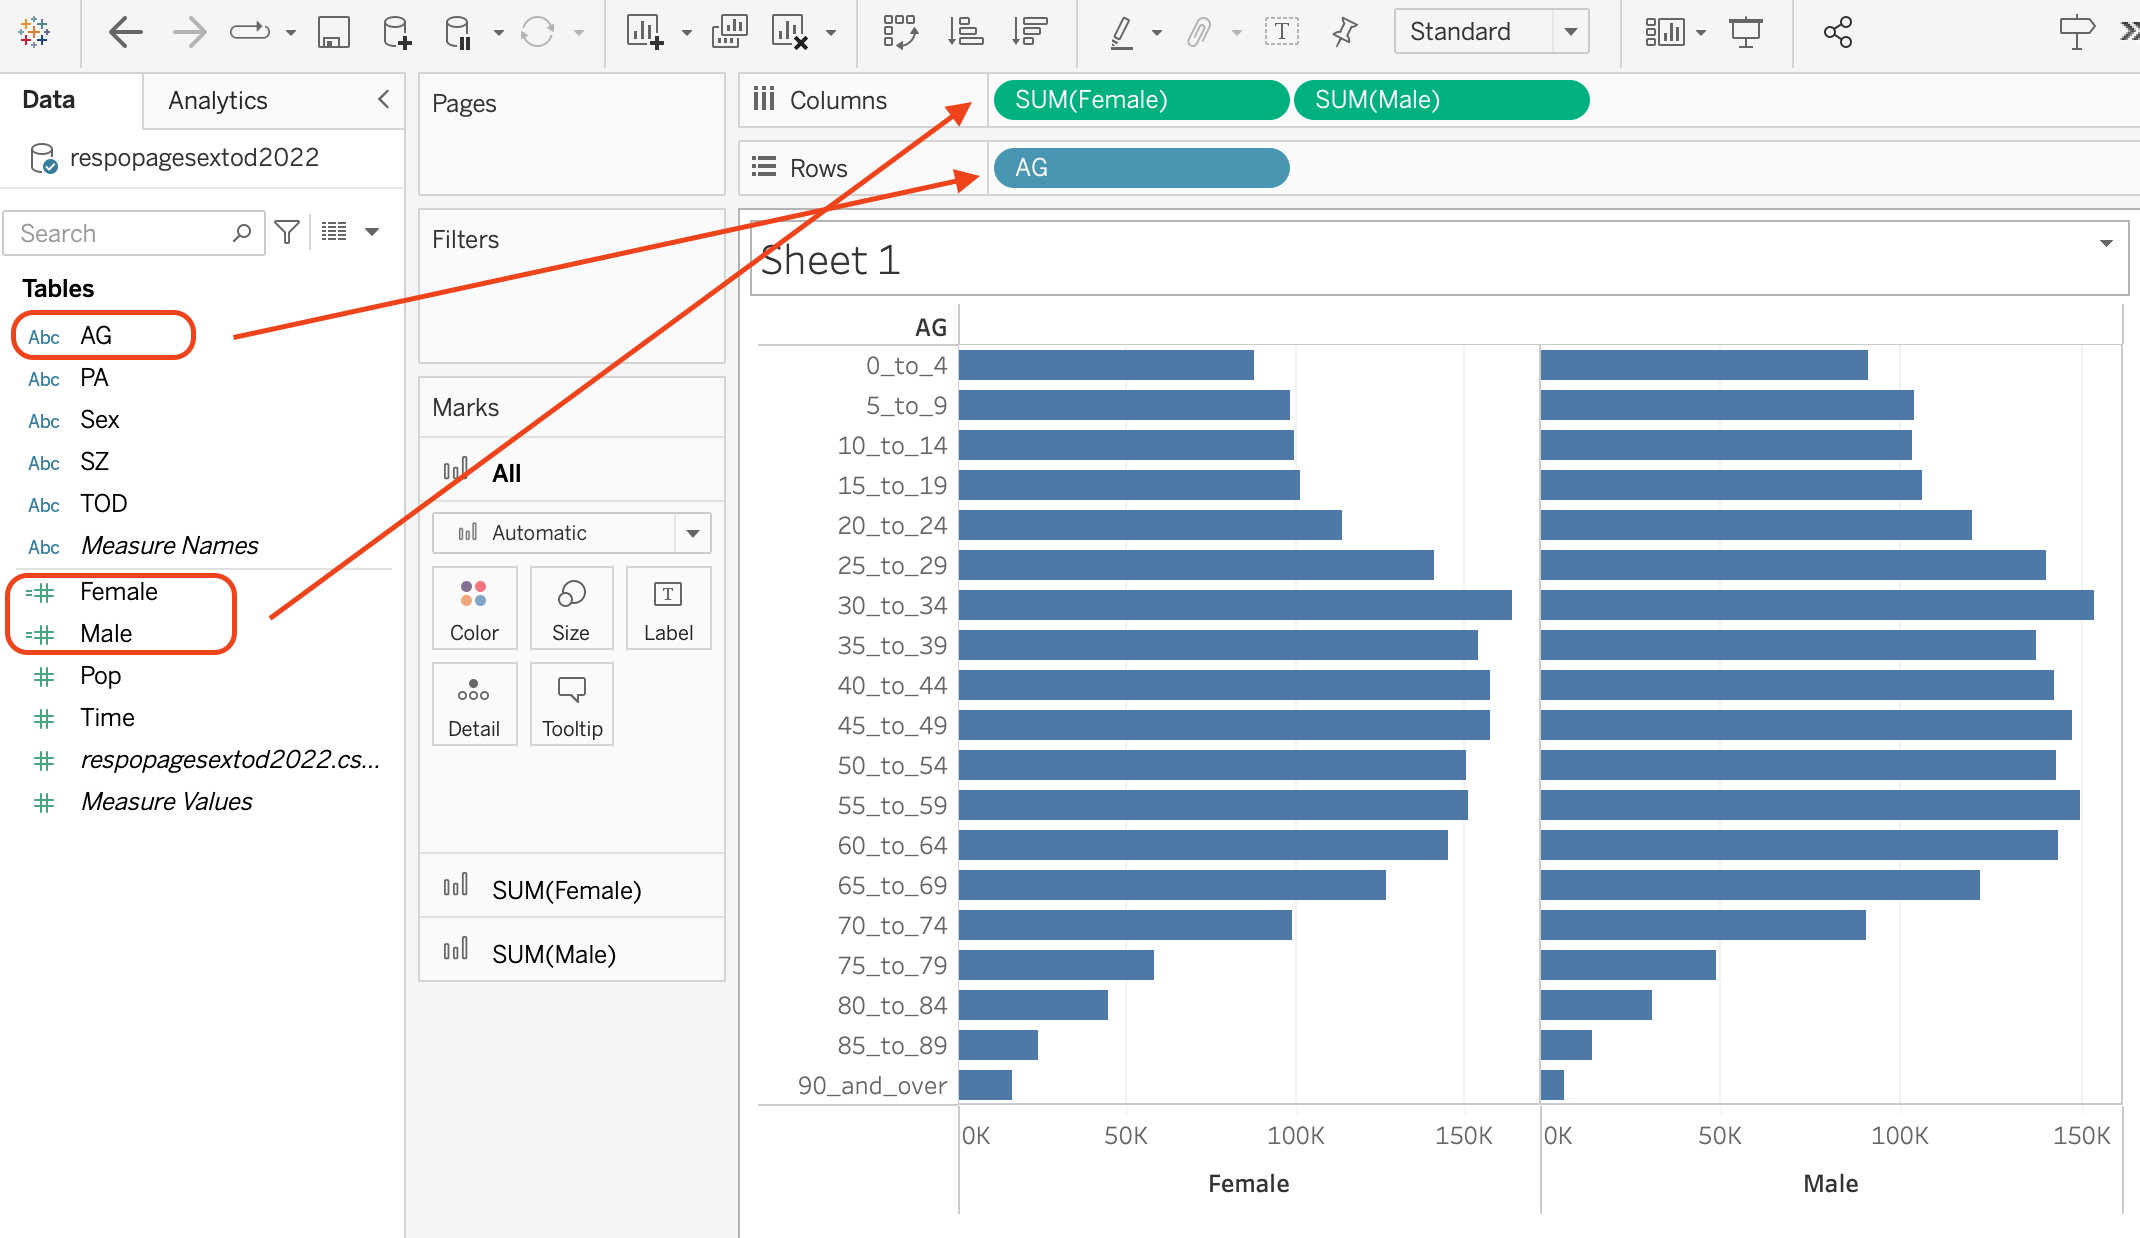 Standard
Data
Analytics
respopagesextod2022
Search
Tables
Abc AG
Abc PA
Abc Sex
Abc SZ
Abc TOD
Abc Measure Names
Female
Male
Pop
Time
respopagesextod2022.cs...
Measure Values
Pages
Filters
Marks
All
Automatic
Color
Size
T
Label
Detail
Tooltip
SUM(Female)
SUM(Male)
Columns
SUM(Female)
SUM(Male)
Rows
AG
Sheet 1
AG
0_to_4
5_to_9
10_to_14
15_to_19
20_to_24
25_to_29
30_to_34
35_to_39
40_to_44
45_to_49
50_to_54
55_to_59
60_to_64
65_to_69
70_to_74
75_to_79
80_to_84
85_to_89
90_and_over
0K 50K 100K 150K
0K 50K 100K 150K
Female
Male